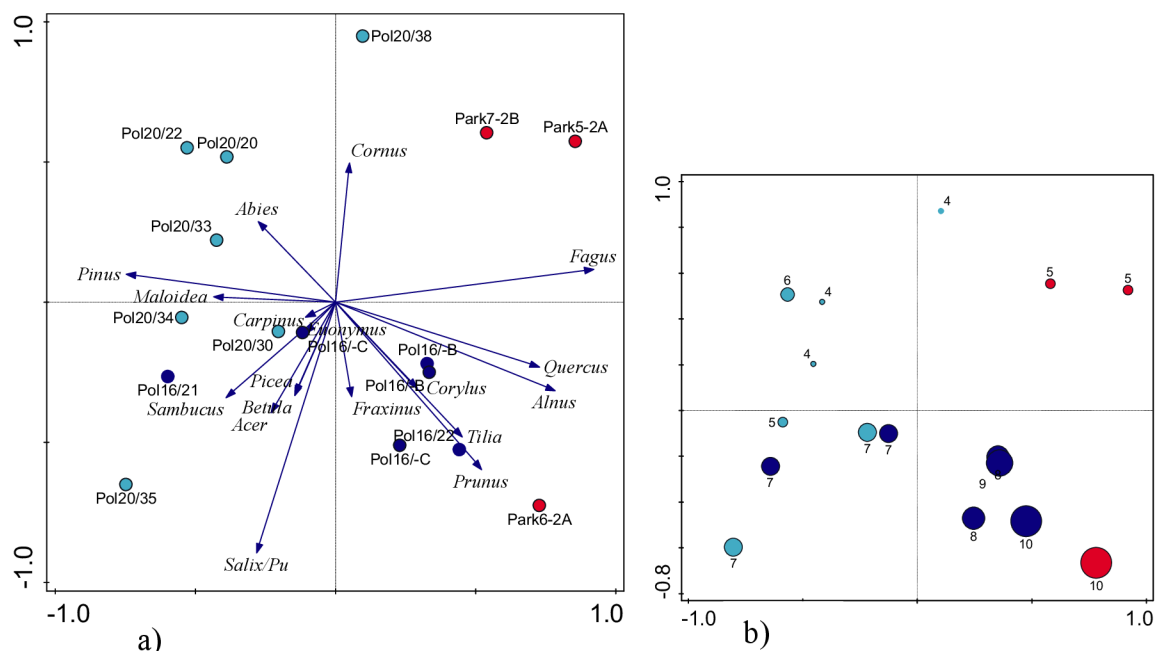 1.0
Pol20/38
Park7-2B
Park5-2A
Pol20/22
Pol20/20
Cornus
Abies
Pol20/33
Fagus
Pinus
Maloidea
Pol20/34
Carpinus
Euonymus
Pol20/30
Pol16/-C
Pol16/-B
Quercus
Pol16/21
Picea
Pol16/-B
Corylus
Alnus
Sambucus
Betula
Fraxinus
Acer
Pol16/22
Tilia
Pol16/-C
Prunus
Pol20/35
Park6-2A
Salix/Pu
-1.0
-1.0
1.0
a)
1.0
4
6
4
5
5
4
5
7
7
7
8
9
8
10
7
10
-0.8
-1.0
1.0
b)